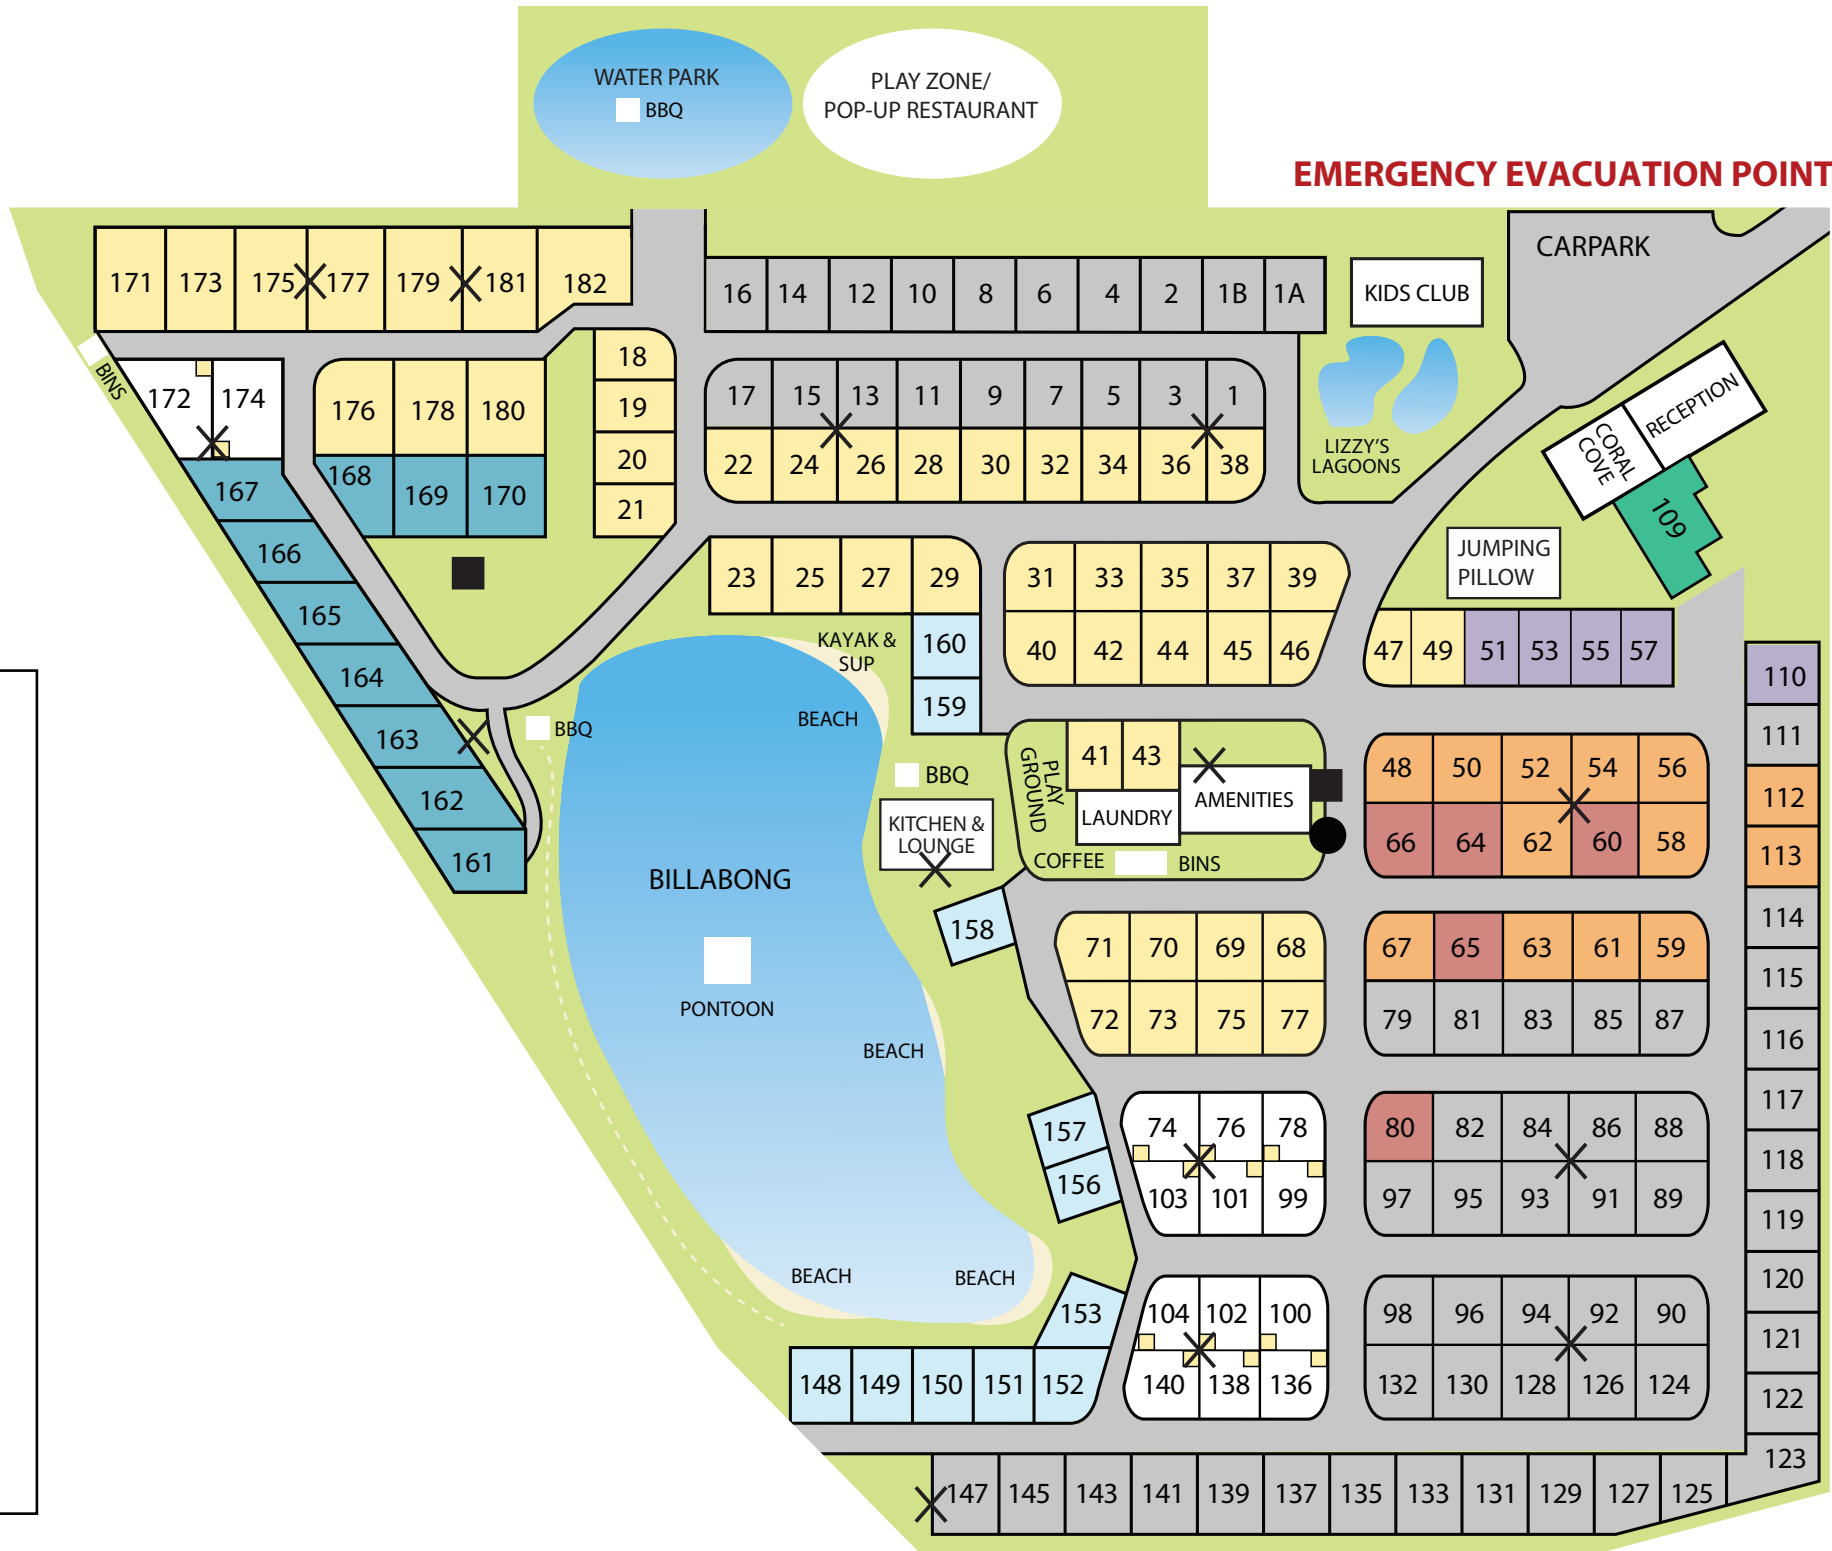 WATER PARK
BBQ
PLAY ZONE/
POP-UP RESTAURANT
EMERGENCY EVACUATION POINT
CARPARK
171 173 175 177 179 181 182
16 14 12 10 8 6 4 2 1B 1A
KIDS CLUB
BINS
172 174
176 178 180
18
19
20
21
17 15 13 11 9 7 5 3 1
22 24 26 28 30 32 34 36 38
LIZZY'S
LAGOONS
RECEPTION
CORAL
COVE
109
168 169 170
167
166
165
164
163
162
161
23 25 27 29
31 33 35 37 39
40 42 44 45 46
JUMPING
PILLOW
47 49 51 53 55 57
KAYAK &
SUP
160
159
BEACH
BBQ
BBQ
KITCHEN &
LOUNGE
PLAY
GROUND
41 43
AMENITIES
LAUNDRY
COFFEE
BINS
48 50 52 54 56
66 64 62 60 58
110
111
112
113
114
115
116
117
118
119
120
121
122
123
BILLABONG
PONTOON
158
71 70 69 68
72 73 75 77
67 65 63 61 59
79 81 83 85 87
BEACH
157
156
74 76 78
103 101 99
80 82 84 86 88
97 95 93 91 89
BEACH
BEACH
153
104 102 100
140 138 136
98 96 94 92 90
132 130 128 126 124
148 149 150 151 152
147 145 143 141 139 137 135 133 131 129 127 125